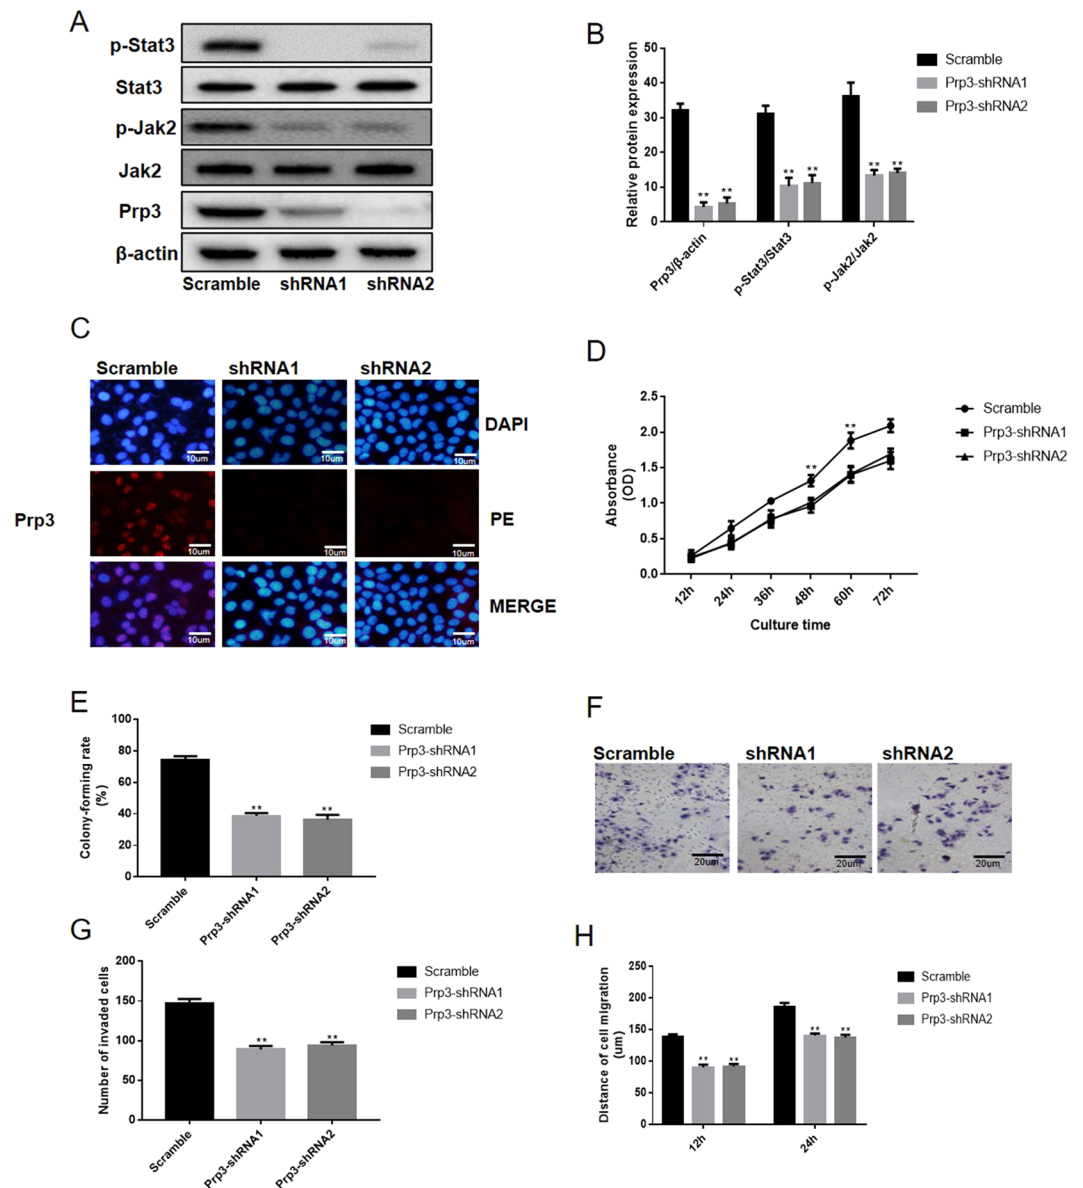 A
p-Stat3
Stat3
p-Jak2
Jak2
Prp3
β-actin
Scramble shRNA1 shRNA2
B
Relative protein expression
50
40
30
20
10
0
** ** ** ** ** **
Prp3/β-actin
p-Stat3/Stat3
p-Jak2/Jak2
Scramble
Prp3-shRNA1
Prp3-shRNA2
C
Scramble shRNA1 shRNA2
10um 10um 10um
DAPI
Prp3
10um 10um 10um
PE
10um 10um 10um
MERGE
D
Absorbance
(OD)
2.5
2.0
1.5
1.0
0.5
0.0
** **
12h 24h 36h 48h 60h 72h
Culture time
Scramble
Prp3-shRNA1
Prp3-shRNA2
E
Colony-forming rate
(%)
100
80
60
40
20
0
** **
Scramble
Prp3-shRNA1
Prp3-shRNA2
Scramble
Prp3-shRNA1
Prp3-shRNA2
F
Scramble shRNA1 shRNA2
20um 20um 20um
G
Number of invaded cells
200
150
100
50
0
** **
Scramble
Prp3-shRNA1
Prp3-shRNA2
Scramble
Prp3-shRNA1
Prp3-shRNA2
H
Distance of cell migration
(um)
250
200
150
100
50
0
** ** ** **
12h 24h
Scramble
Prp3-shRNA1
Prp3-shRNA2